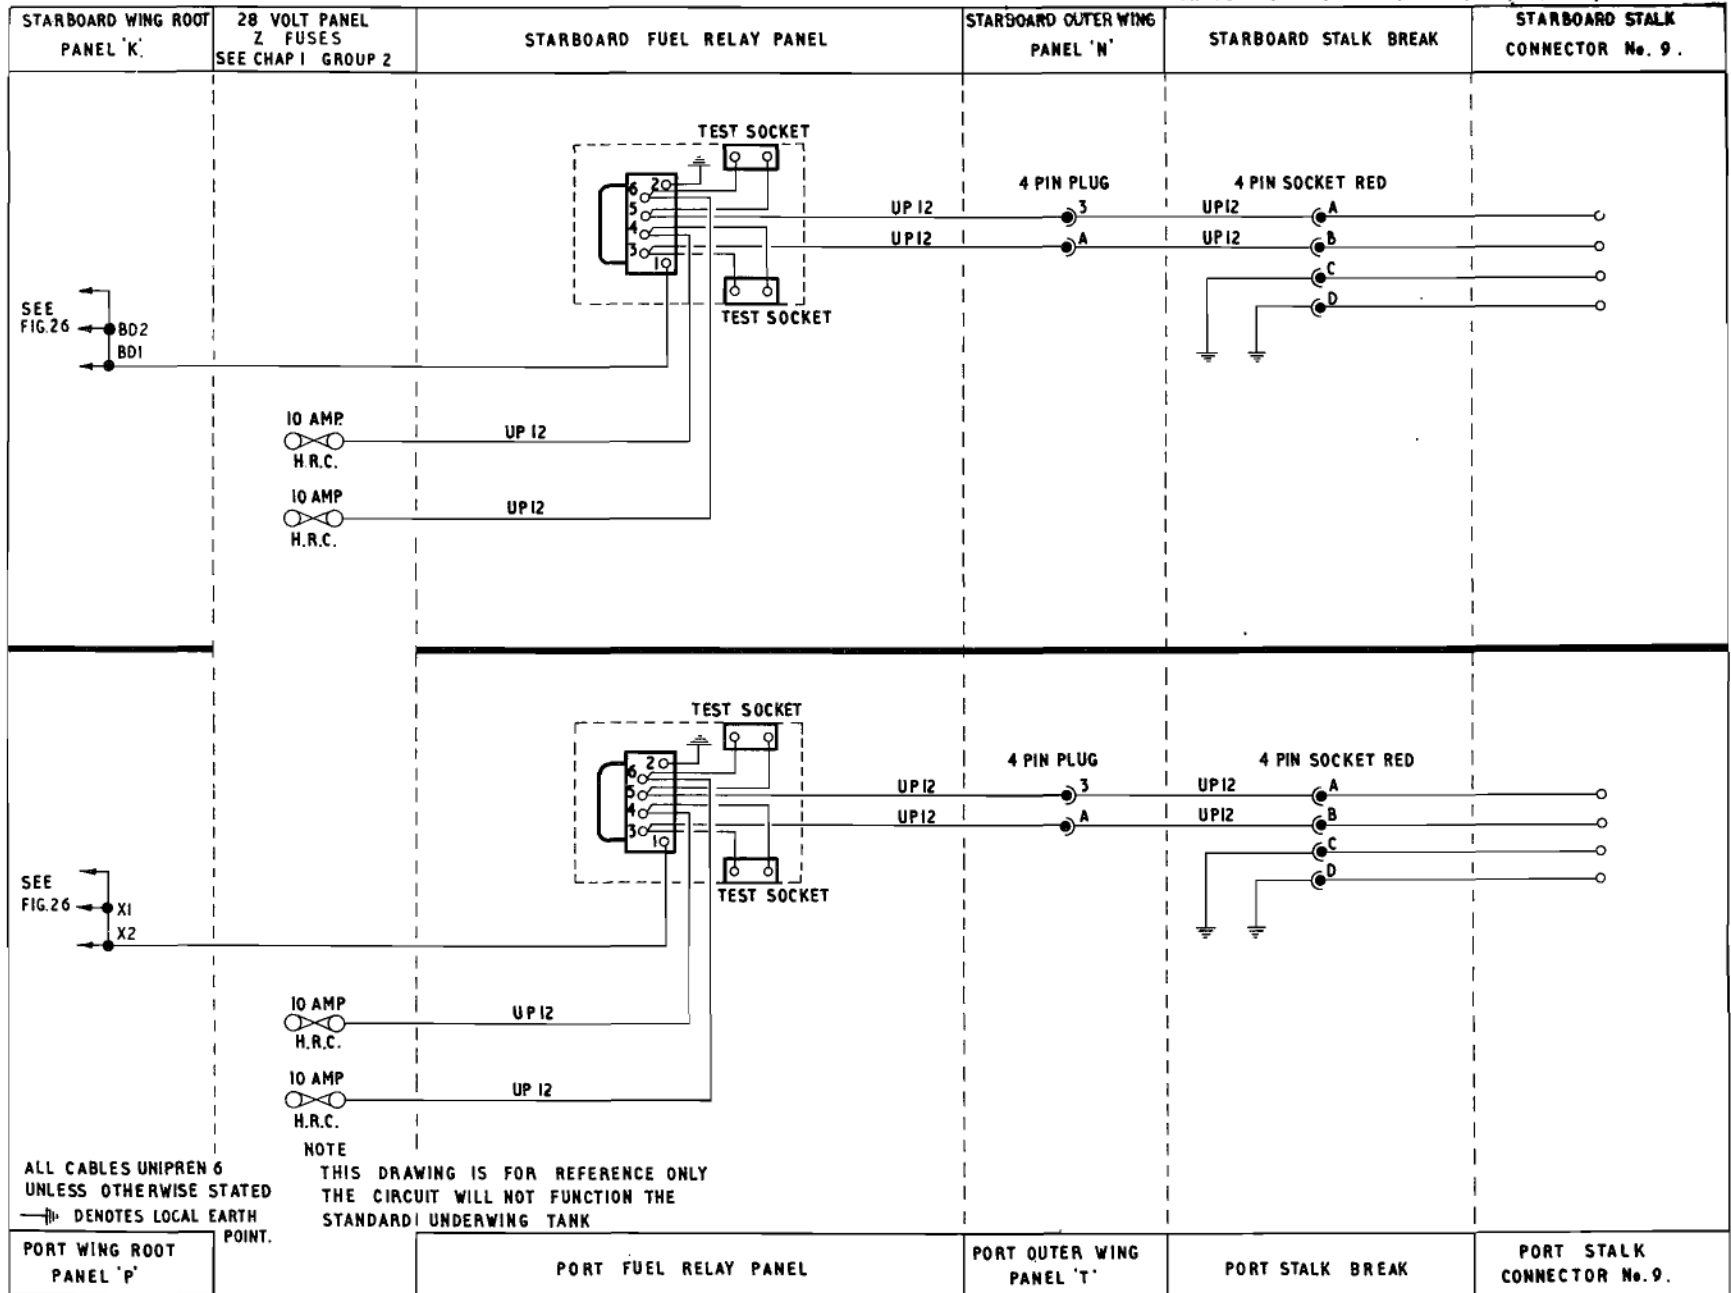 STARBOARD WING ROOT
PANEL 'K'.
28 VOLT PANEL
Z FUSES
SEE CHAP 1 GROUP 2
STARBOARD FUEL RELAY PANEL
STARBOARD OUTER WING
PANEL 'N'
STARBOARD STALK BREAK
STARBOARD STALK
CONNECTOR No. 9.
TEST SOCKET
2
6
5
4
3
1
TEST SOCKET
UP12
UP12
4 PIN PLUG
3
A
4 PIN SOCKET RED
UP12
UP12
A
B
C
D
SEE
FIG.26
BD2
BD1
10 AMP.
H.R.C.
UP 12
10 AMP
H.R.C.
UP 12
TEST SOCKET
2
6
5
4
3
1
TEST SOCKET
UP12
UP12
4 PIN PLUG
3
A
4 PIN SOCKET RED
UP12
UP12
A
B
C
D
SEE
FIG.26
X1
X2
10 AMP
H.R.C.
UP12
10 AMP
H.R.C.
UP 12
ALL CABLES UNIPREN 6
UNLESS OTHERWISE STATED
DENOTES LOCAL EARTH
POINT.
NOTE
THIS DRAWING IS FOR REFERENCE ONLY
THE CIRCUIT WILL NOT FUNCTION THE
STANDARD UNDERWING TANK
PORT WING ROOT
PANEL 'P'
PORT FUEL RELAY PANEL
PORT OUTER WING
PANEL 'T'
PORT STALK BREAK
PORT STALK
CONNECTOR No. 9.